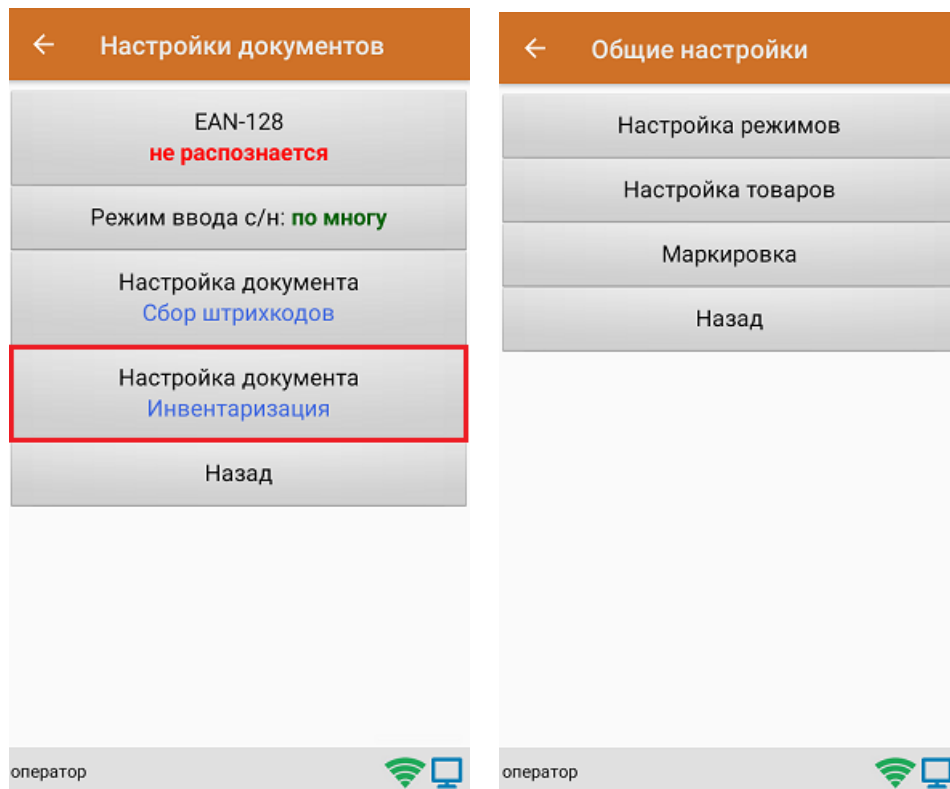 Настройки документов
EAN-128
не распознается
Режим ввода с/н: по многу
Настройка документа
Сбор штрихкодов
Настройка документа
Инвентаризация
Назад
оператор
Общие настройки
Настройка режимов
Настройка товаров
Маркировка
Назад
оператор